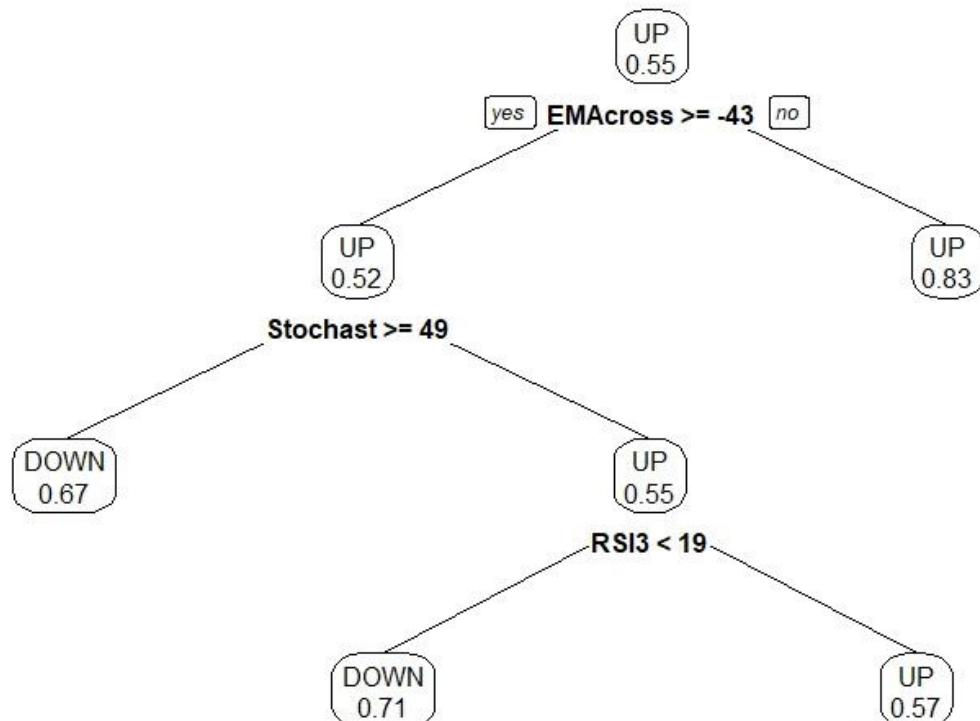 UP
0.55
yes EMAcross >= -43 no
UP
0.52
UP
0.83
Stochast >= 49
DOWN
0.67
UP
0.55
RSI3 < 19
DOWN
0.71
UP
0.57